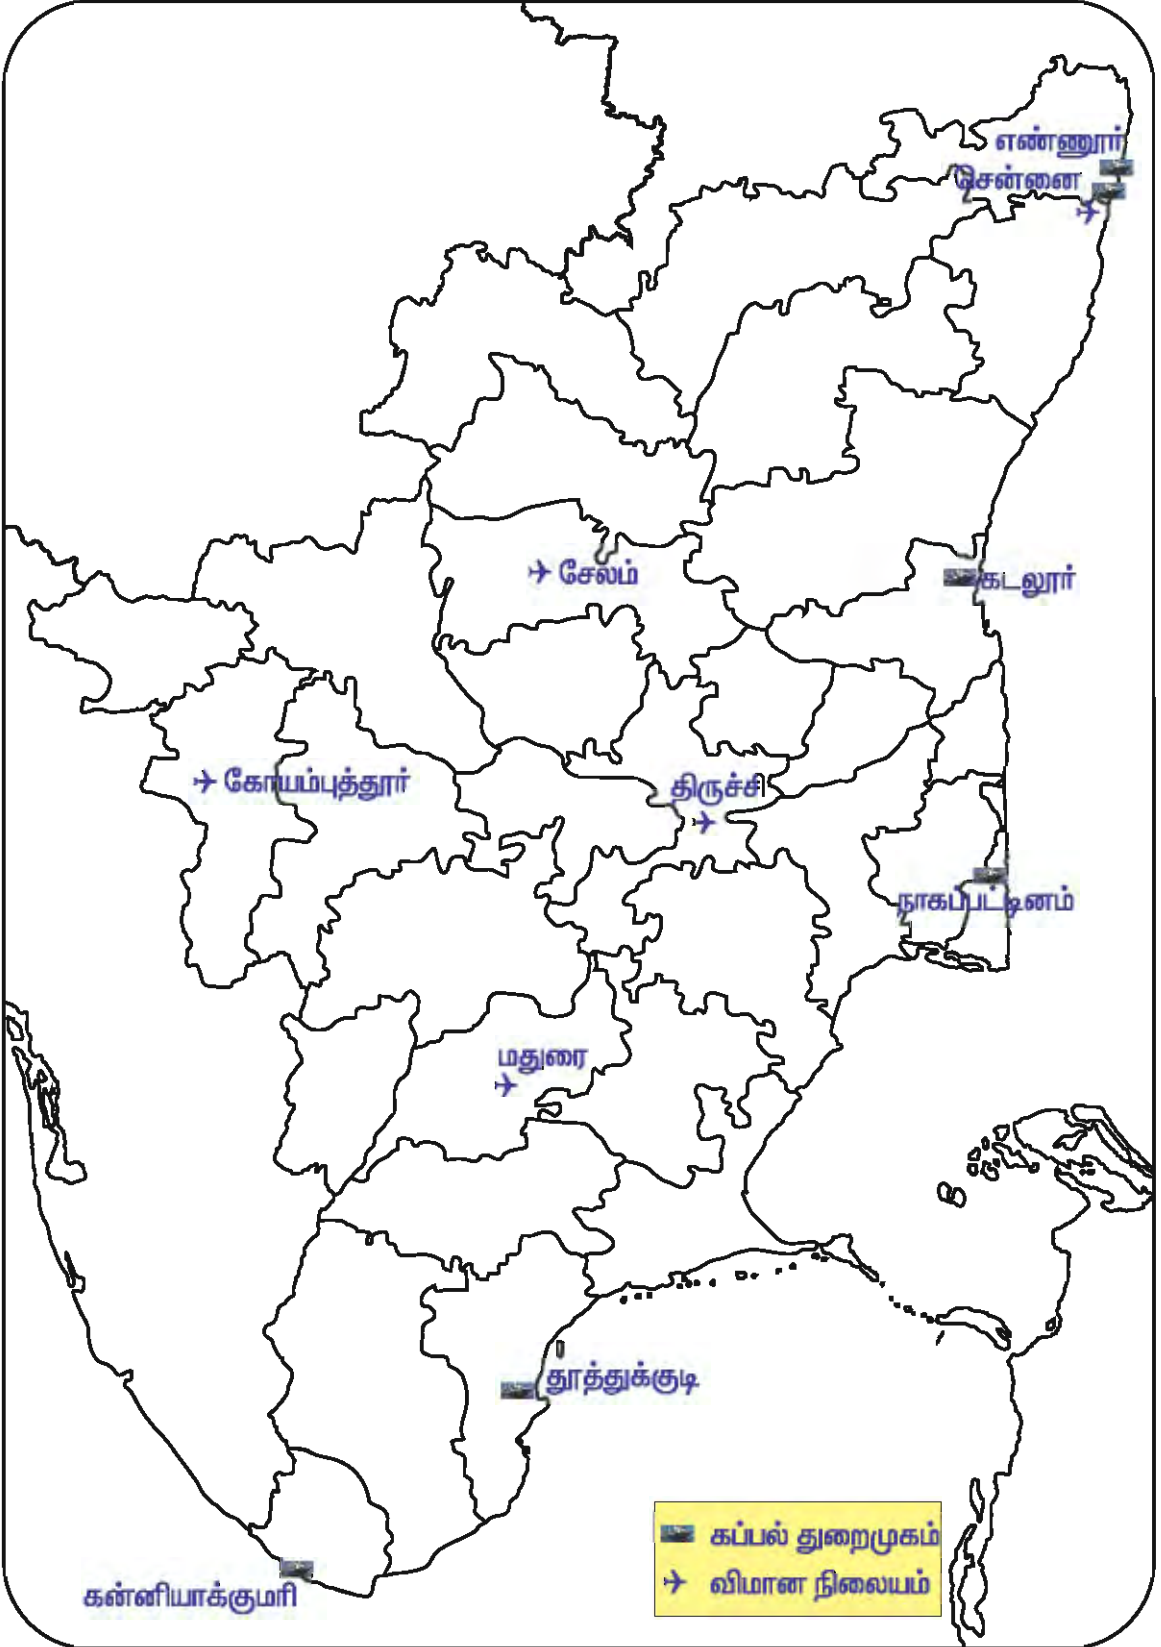 எண்ணூர்
சென்னை
சேலம்
கடலூர்
கோயம்புத்தூர்
திருச்சி
நாகப்பட்டினம்
மதுரை
தூத்துக்குடி
கப்பல் துறைமுகம்
விமான நிலையம்
கன்னியாக்குமரி